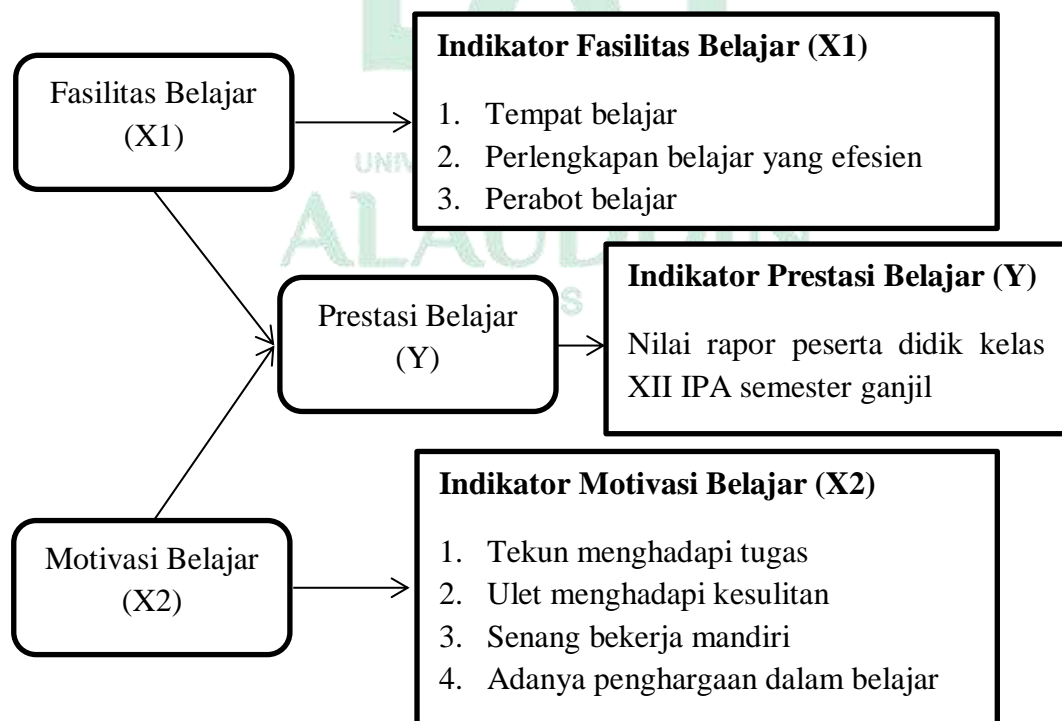 Fasilitas Belajar
(X1)
Indikator Fasilitas Belajar (X1)
1. Tempat belajar
2. Perlengkapan belajar yang efesien
3. Perabot belajar
ALAUDDIN
Prestasi Belajar
(Y)
Indikator Prestasi Belajar (Y)
Nilai rapor peserta didik kelas
XII IPA semester ganjil
Motivasi Belajar
(X2)
Indikator Motivasi Belajar (X2)
1. Tekun menghadapi tugas
2. Ulet menghadapi kesulitan
3. Senang bekerja mandiri
4. Adanya penghargaan dalam belajar